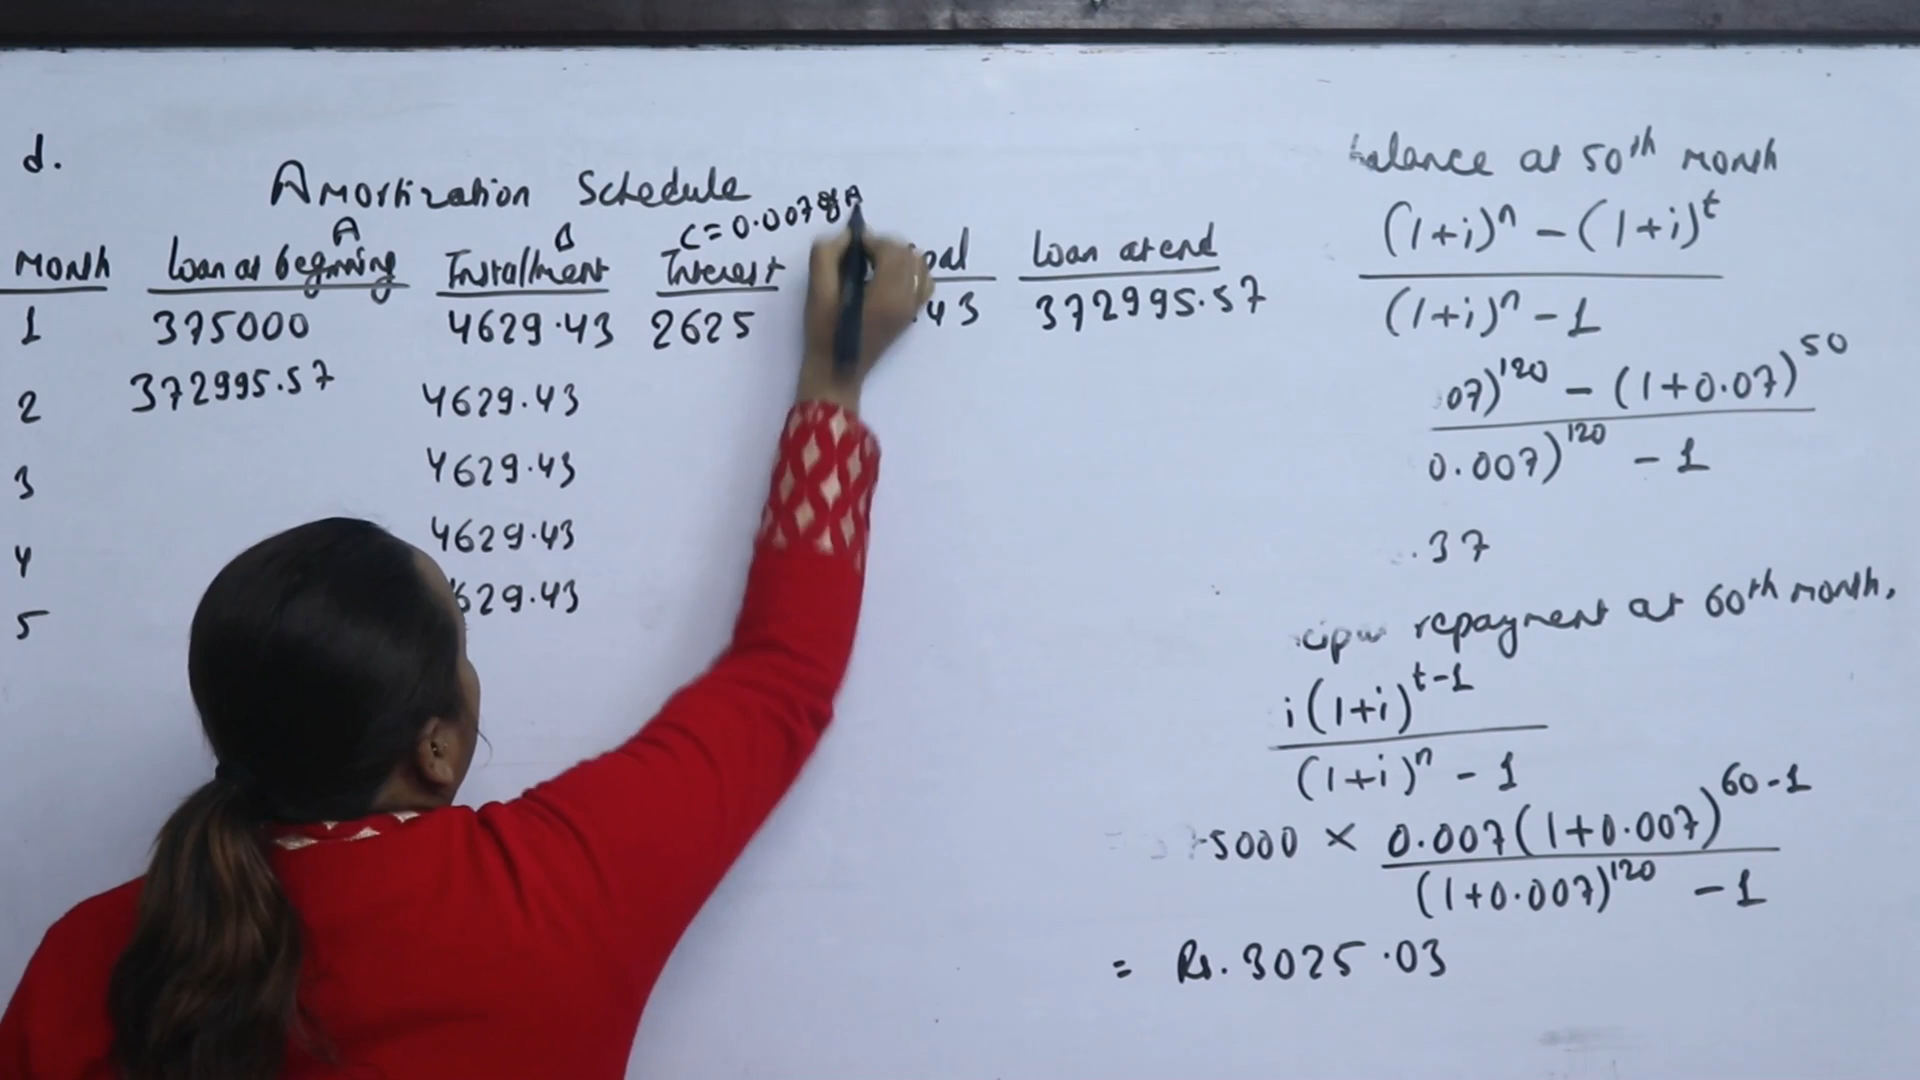 d.
Amortization Schedule
A B C = 0.007 of A
Month Loan at beginning Installment Interest pal Loan at end
1 375000 4629.43 2625 .43 372995.57
2 372995.57 4629.43
3 4629.43
4 4629.43
5 629.43
balance at 50th month
(1+i)^n - (1+i)^t
(1+i)^n - 1
07)^120 - (1+0.07)^50
0.007)^120 - 1
.37
repayment at 60th month.
i(1+i)^t-1
(1+i)^n - 1
5000 × 0.007(1+0.007)^60-1
(1+0.007)^120 - 1
= Rs. 3025.03